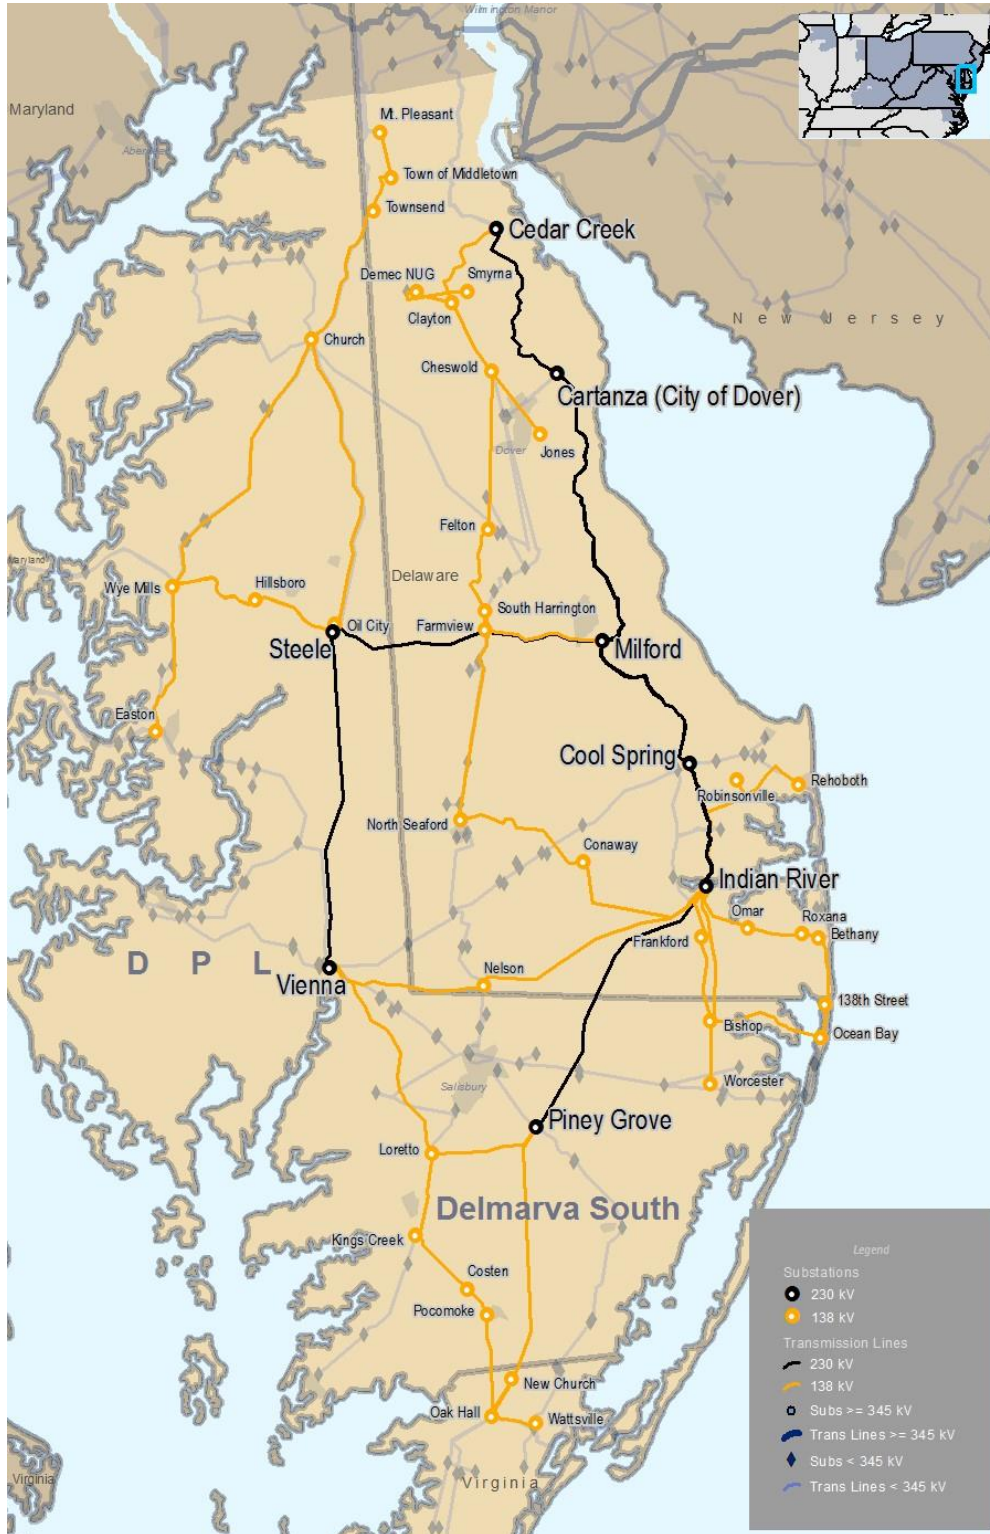 Wilmington Manor
Maryland
Mt. Pleasant
Aberdeen
Town of Middletown
Townsend
Cedar Creek
Demec NUG
Smyrna
Clayton
New Jersey
Church
Cheswold
Cartanza (City of Dover)
Dover
Jones
Felton
Maryland
Delaware
Wye Mills
Hillsboro
South Harrington
Oil City
Farmview
Steele
Milford
Easton
Cool Spring
Robinsonville
Rehoboth
North Seaford
Conaway
Indian River
Omar
Roxana
Bethany
Frankford
DPL
Nelson
Vienna
138th Street
Bishop
Ocean Bay
Salisbury
Worcester
Piney Grove
Loretto
Delmarva South
Kings Creek
Costen
Pocomoke
New Church
Oak Hall
Wattsville
Virginia
Virginia
Legend
Substations
230 kV
138 kV
Transmission Lines
230 kV
138 kV
Subs >= 345 kV
Trans Lines >= 345 kV
Subs < 345 kV
Trans Lines < 345 kV